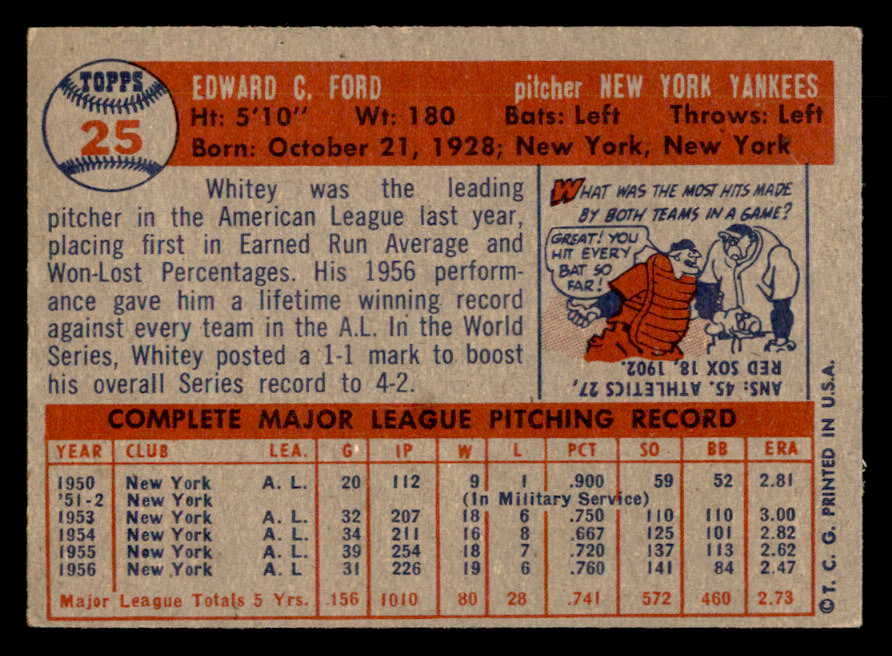 TOPPS
25
EDWARD C. FORD pitcher NEW YORK YANKEES
Ht: 5'10" Wt: 180 Bats: Left Throws: Left
Born: October 21, 1928; New York, New York
Whitey was the leading
pitcher in the American League last year,
placing first in Earned Run Average and
Won-Lost Percentages. His 1956 perform-
ance gave him a lifetime winning record
against every team in the A.L. In the World
Series, Whitey posted a 1-1 mark to boost
his overall Series record to 4-2.
WHAT WAS THE MOST HITS MADE
BY BOTH TEAMS IN A GAME?
GREAT! YOU
HIT EVERY
BAT SO
FAR!
ANS: 45. ATHLETICS 27,
RED SOX, 18, 1902.
COMPLETE MAJOR LEAGUE PITCHING RECORD
YEAR CLUB LEA. G IP W L PCT SO BB ERA
1950 New York A. L. 20 112 9 1 .900 59 52 2.81
'51-2 New York (In Military Service)
1953 New York A. L. 32 207 18 6 .750 110 110 3.00
1954 New York A. L. 34 211 16 8 .667 125 101 2.82
1955 New York A. L. 39 254 18 7 .720 137 113 2.62
1956 New York A. L 31 226 19 6 .760 141 84 2.47
Major League Totals 5 Yrs. 156 1010 80 28 .741 572 460 2.73
©T. C. G. PRINTED IN U.S.A.